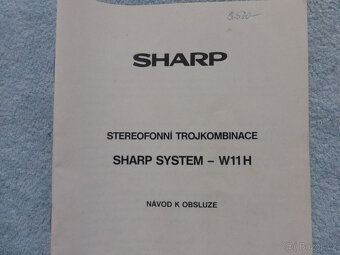 SHARP
STEREOFONNÍ TROJKOMBINACE
SHARP SYSTEM – W11H
NÁVOD K OBSLUZE